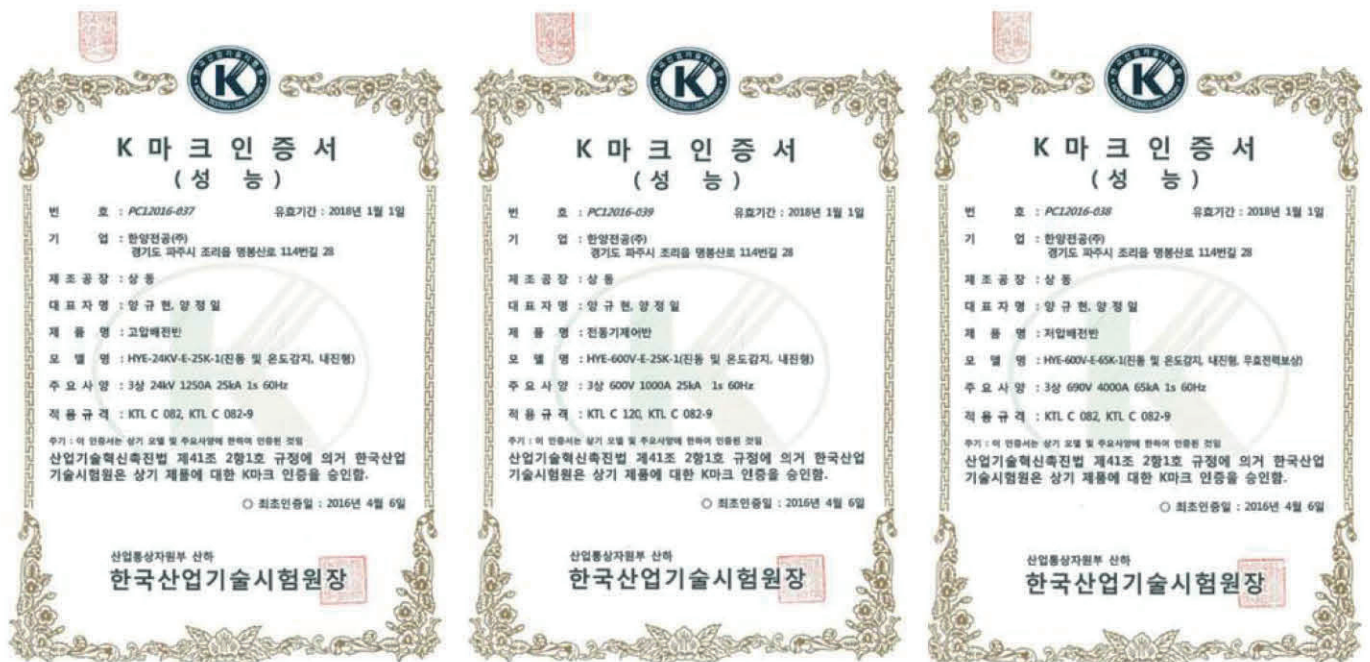 K 마 크 인 증 서
( 성 능 )
번 호 : PC12016-037 유효기간 : 2018년 1월 1일
기 업 : 한양전공(주)
경기도 파주시 조리읍 명봉산로 114번길 28
제 조 공 장 : 상 동
대 표 자 명 : 양 규 현, 양 정 일
제 품 명 : 고압배전반
모 델 명 : HYE-24KV-E-25K-1(진동 및 온도감지, 내진형)
주 요 사 양 : 3상 24kV 1250A 25kA 1s 60Hz
적 용 규 격 : KTL C 082, KTL C 082-9
주기 : 이 인증서는 상기 모델 및 주요사양에 한하여 인증된 것임
산업기술혁신촉진법 제41조 2항1호 규정에 의거 한국산업
기술시험원은 상기 제품에 대한 K마크 인증을 승인함.
○ 최초인증일 : 2016년 4월 6일
산업통상자원부 산하
한국산업기술시험원장
K 마 크 인 증 서
( 성 능 )
번 호 : PC12016-039 유효기간 : 2018년 1월 1일
기 업 : 한양전공(주)
경기도 파주시 조리읍 명봉산로 114번길 28
제 조 공 장 : 상 동
대 표 자 명 : 양 규 현, 양 정 일
제 품 명 : 전동기제어반
모 델 명 : HYE-600V-E-25K-1(진동 및 온도감지, 내진형)
주 요 사 양 : 3상 600V 1000A 25kA 1s 60Hz
적 용 규 격 : KTL C 120, KTL C 082-9
주기 : 이 인증서는 상기 모델 및 주요사양에 한하여 인증된 것임
산업기술혁신촉진법 제41조 2항1호 규정에 의거 한국산업
기술시험원은 상기 제품에 대한 K마크 인증을 승인함.
○ 최초인증일 : 2016년 4월 6일
산업통상자원부 산하
한국산업기술시험원장
K 마 크 인 증 서
( 성 능 )
번 호 : PC12016-038 유효기간 : 2018년 1월 1일
기 업 : 한양전공(주)
경기도 파주시 조리읍 명봉산로 114번길 28
제 조 공 장 : 상 동
대 표 자 명 : 양 규 현, 양 정 일
제 품 명 : 저압배전반
모 델 명 : HYE-600V-E-65K-1(진동 및 온도감지, 내진형, 무효전력보상)
주 요 사 양 : 3상 690V 4000A 65kA 1s 60Hz
적 용 규 격 : KTL C 082, KTL C 082-9
주기 : 이 인증서는 상기 모델 및 주요사양에 한하여 인증된 것임
산업기술혁신촉진법 제41조 2항1호 규정에 의거 한국산업
기술시험원은 상기 제품에 대한 K마크 인증을 승인함.
○ 최초인증일 : 2016년 4월 6일
산업통상자원부 산하
한국산업기술시험원장